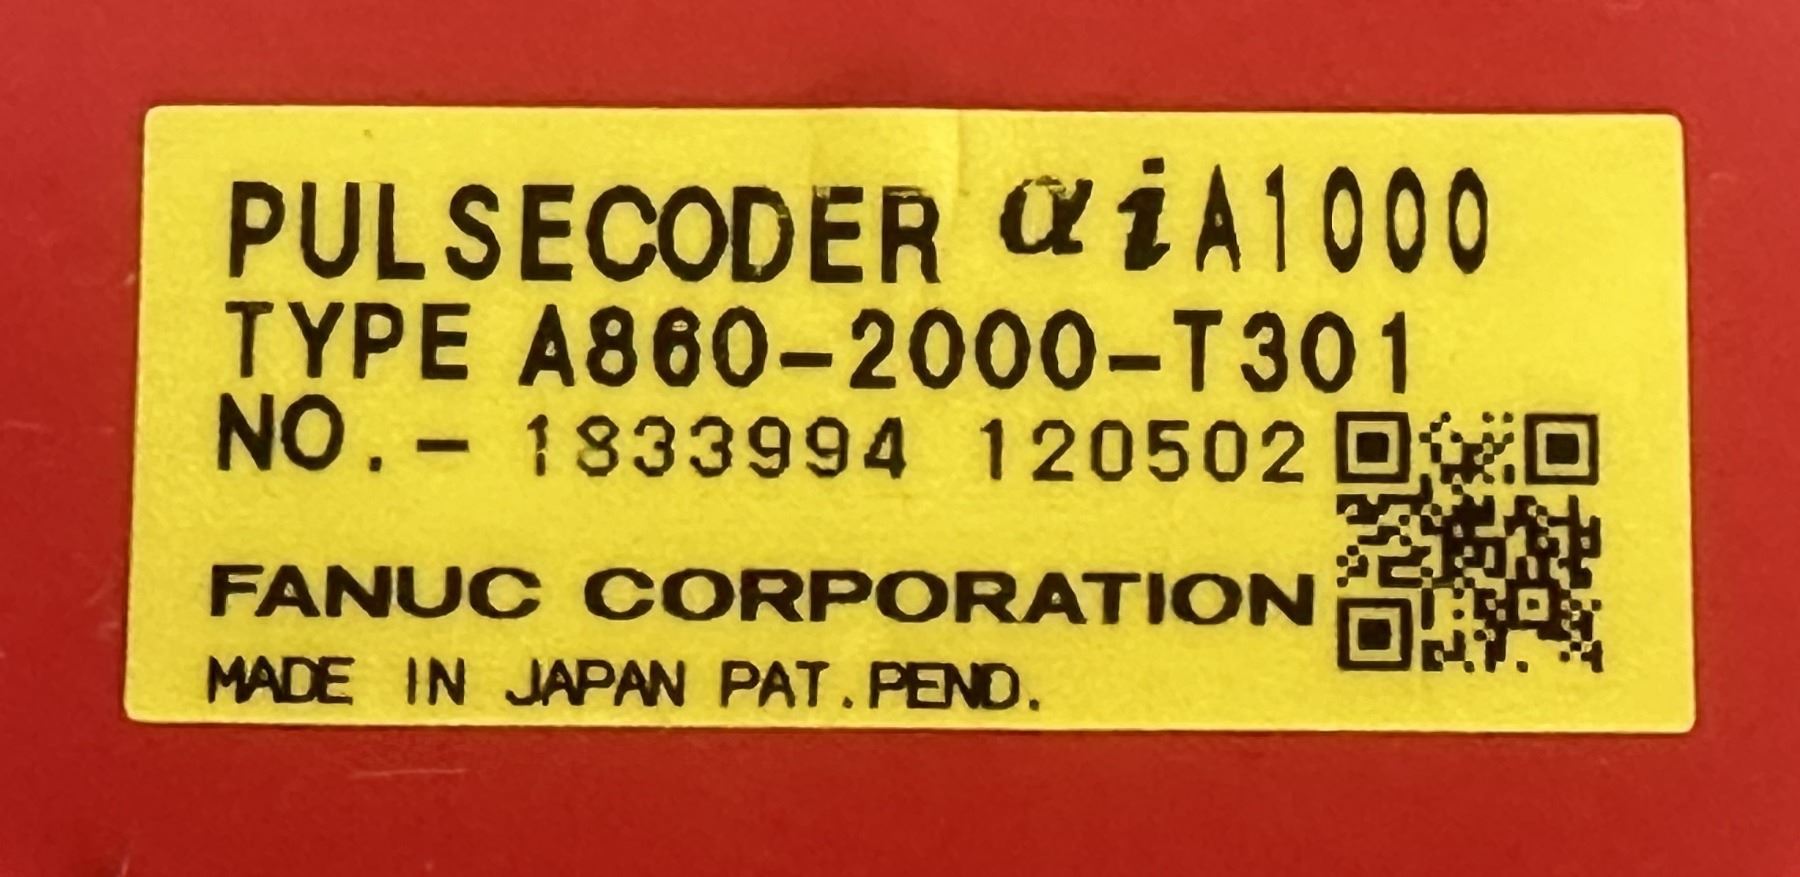 PULSECODER αiA1000
TYPE A860-2000-T301
NO.- 1833994 120502
FANUC CORPORATION
MADE IN JAPAN PAT.PEND.